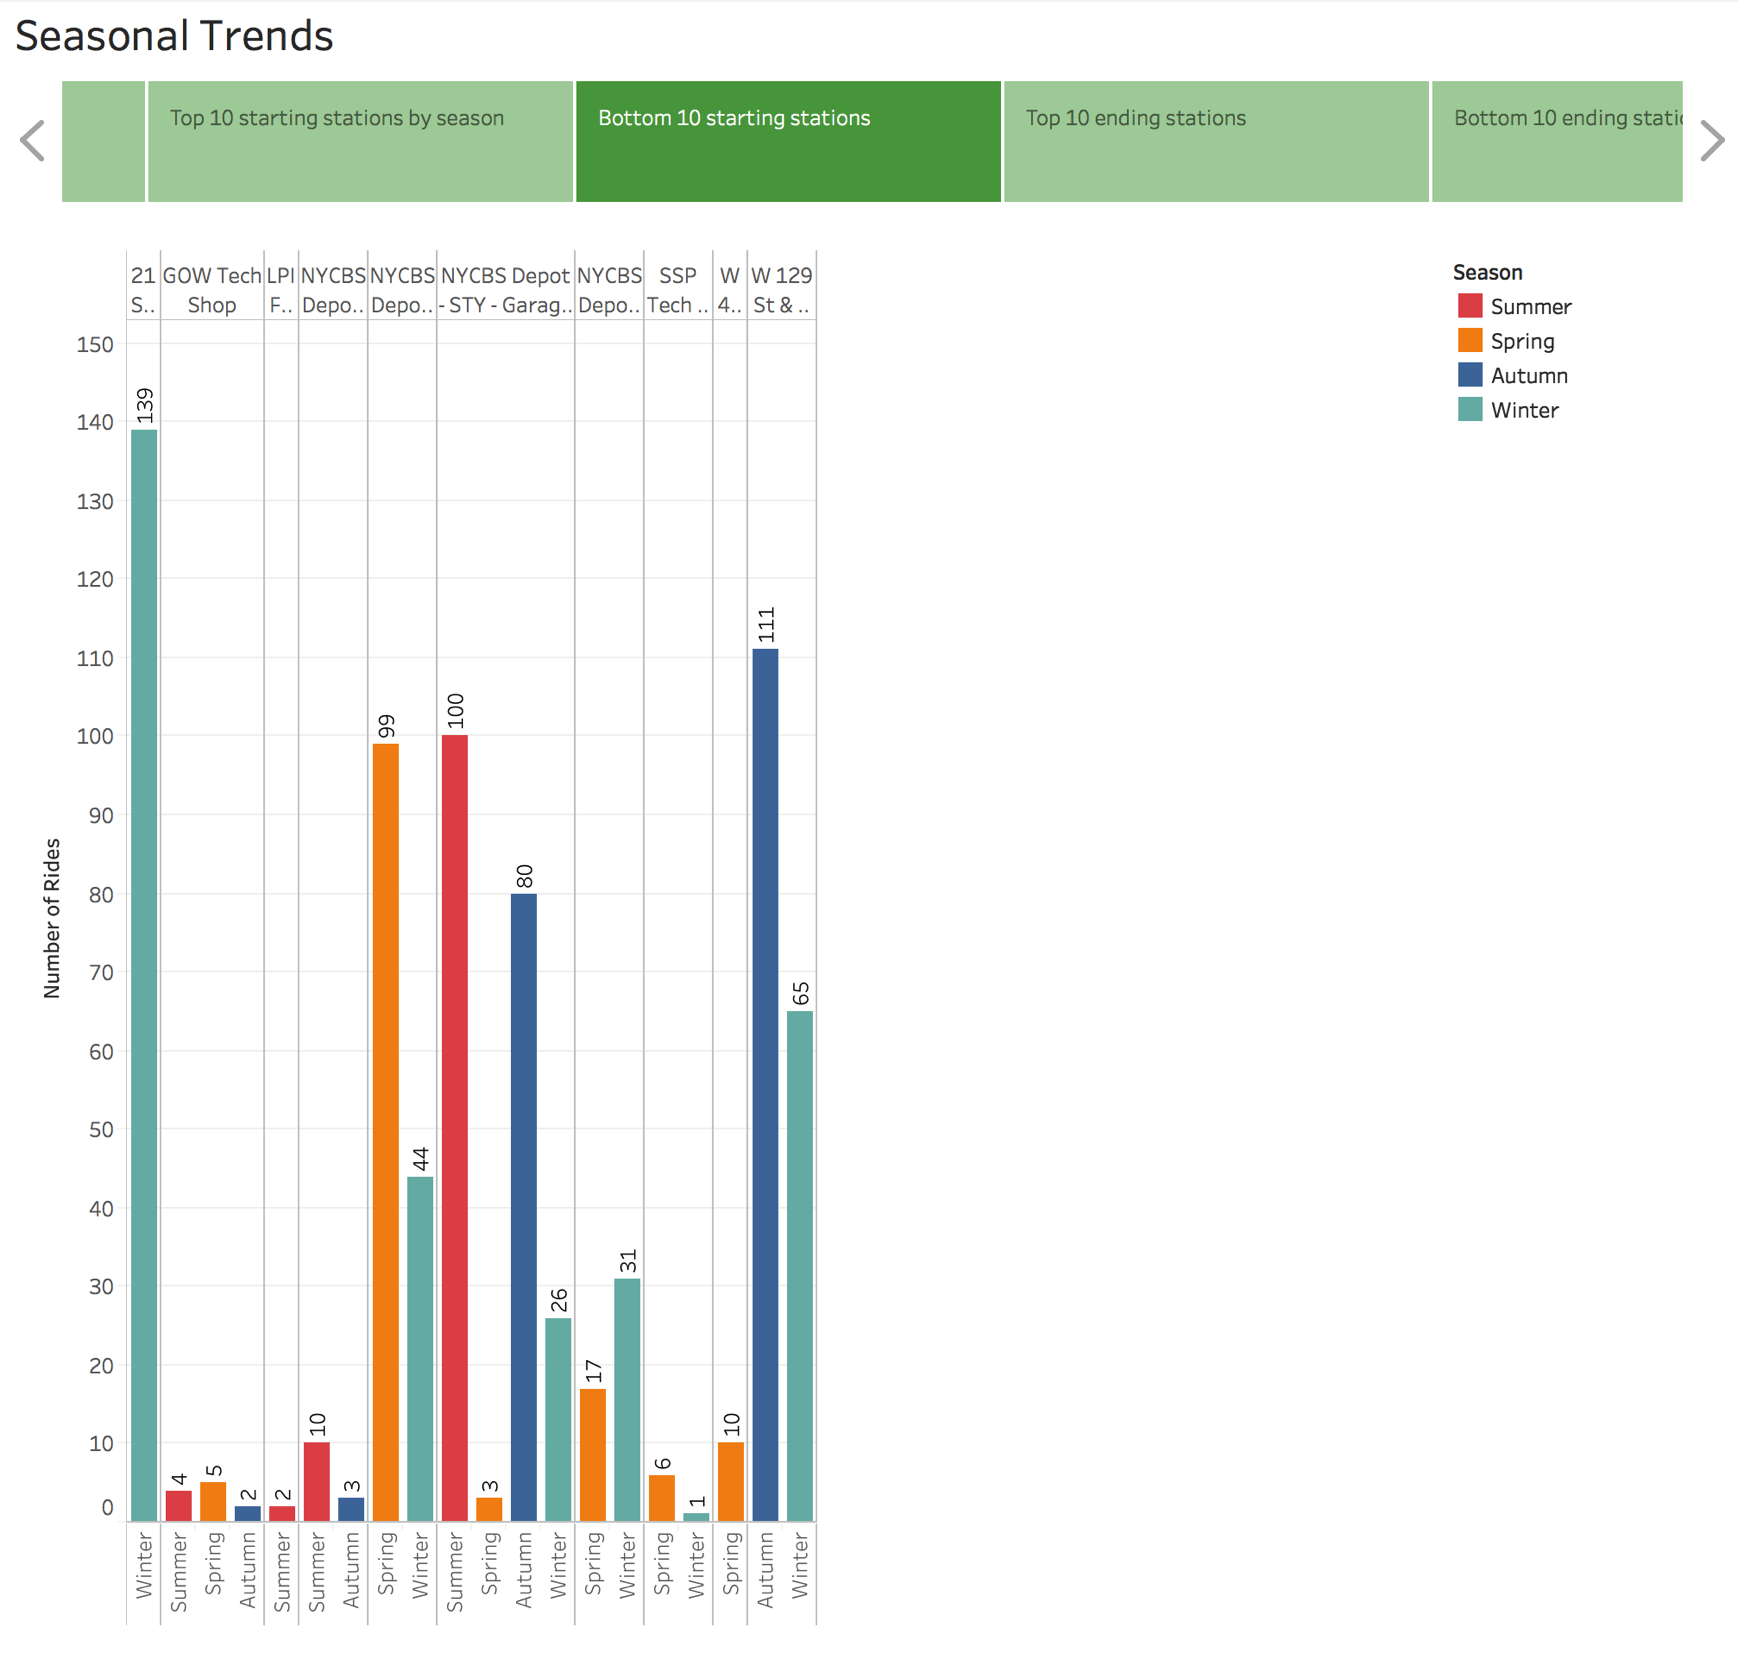 Seasonal Trends
Top 10 starting stations by season
Bottom 10 starting stations
Top 10 ending stations
Bottom 10 ending static
21 S..
GOW Tech Shop
LPI F..
NYCBS Depo..
NYCBS Depo..
NYCBS Depot - STY - Garag..
NYCBS Depo..
SSP Tech ..
W 4..
W 129 St & ..
Season
Summer
Spring
Autumn
Winter
Number of Rides
150
140
130
120
110
100
90
80
70
60
50
40
30
20
10
0
139
4
5
2
2
10
3
99
44
100
3
80
26
17
31
6
1
10
111
65
Winter
Summer
Spring
Autumn
Summer
Summer
Autumn
Spring
Winter
Summer
Spring
Autumn
Winter
Spring
Winter
Spring
Winter
Spring
Autumn
Winter